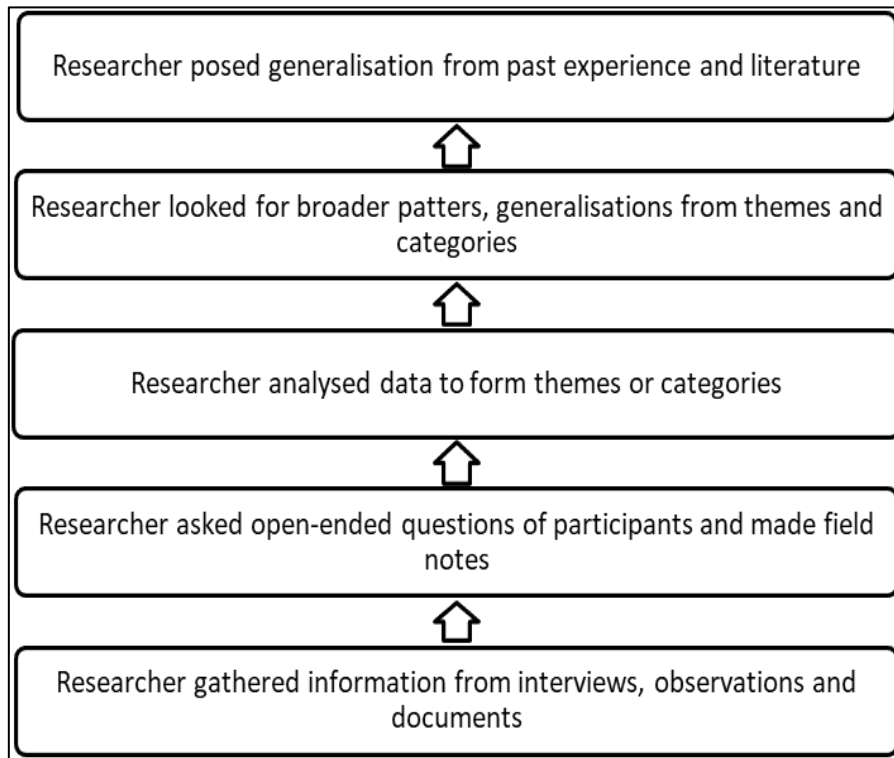 Researcher posed generalisation from past experience and literature
Researcher looked for broader patters, generalisations from themes and
categories
Researcher analysed data to form themes or categories
Researcher asked open-ended questions of participants and made field
notes
Researcher gathered information from interviews, observations and
documents